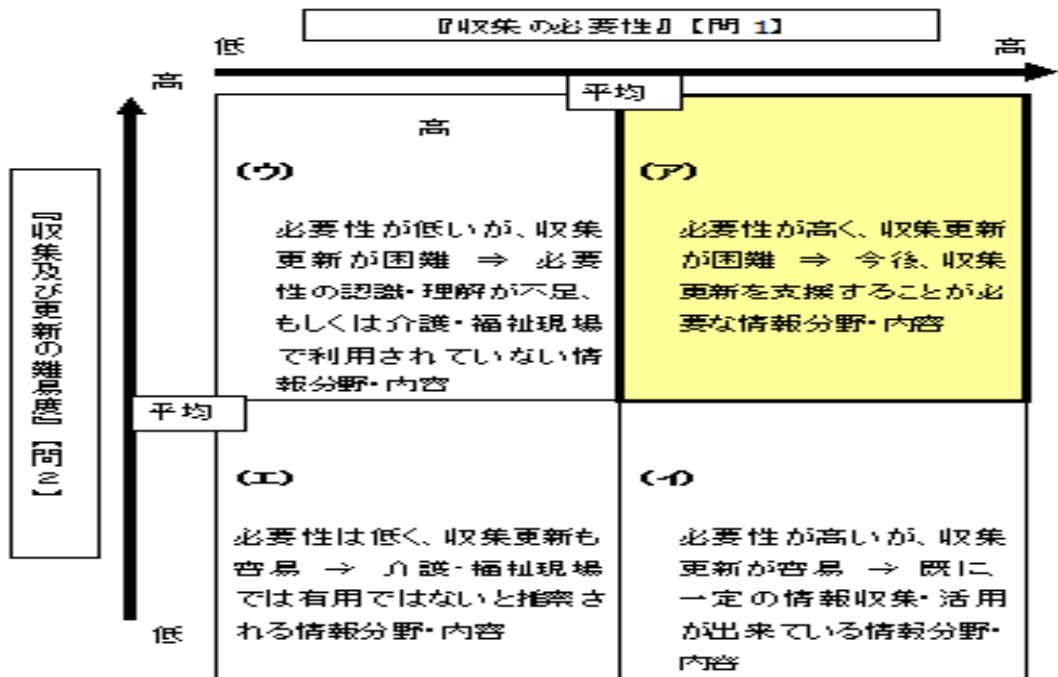 『収集の必要性』【問1】
低
高
高
平均
高
(ウ)
必要性が低いが、収集
更新が困難 ⇒ 必要
性の認識・理解が不足、
もしくは介護・福祉現場
で利用されていない情
報分野・内容
(ア)
必要性が高く、収集更新
が困難 ⇒ 今後、収集
更新を支援することが必
要な情報分野・内容
『収集及び更新の難易度』【問2】
平均
(エ)
必要性は低く、収集更新も
容易 → 介護・福祉現場
では有用ではないと推察さ
れる情報分野・内容
(イ)
必要性が高いが、収集
更新が容易 → 既に、
一定の情報収集・活用
が出来ている情報分野・
内容
低